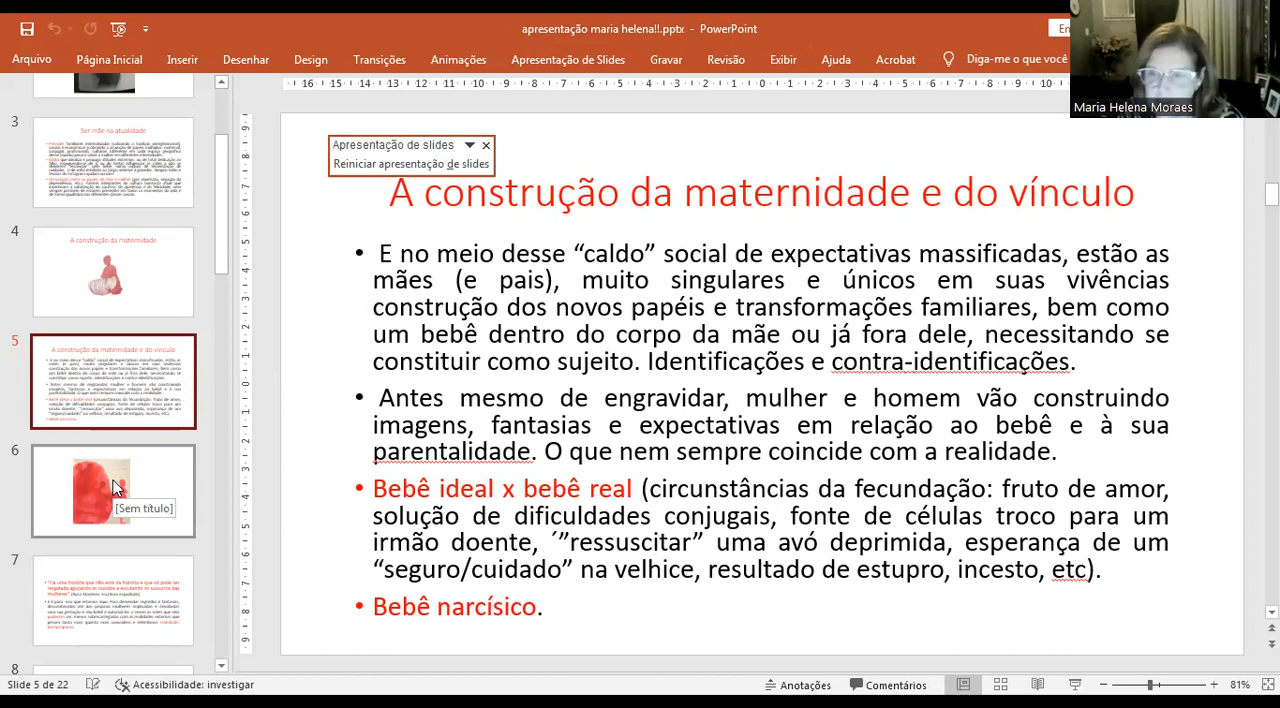 apresentação maria helena!!.pptx - PowerPoint
En
Arquivo Página Inicial Inserir Desenhar Design Transições Animações Apresentação de Slides Gravar Revisão Exibir Ajuda Acrobat Diga-me o que você
Maria Helena Moraes
3
Ser mãe na atualidade
4
A construção da maternidade
5
A construção da maternidade e do vínculo
6
[Sem título]
7
8
Apresentação de slides
Reiniciar apresentação de slides
A construção da maternidade e do vínculo
• E no meio desse “caldo” social de expectativas massificadas, estão as
mães (e pais), muito singulares e únicos em suas vivências
construção dos novos papéis e transformações familiares, bem como
um bebê dentro do corpo da mãe ou já fora dele, necessitando se
constituir como sujeito. Identificações e contra-identificações.
• Antes mesmo de engravidar, mulher e homem vão construindo
imagens, fantasias e expectativas em relação ao bebê e à sua
parentalidade. O que nem sempre coincide com a realidade.
• Bebê ideal x bebê real (circunstâncias da fecundação: fruto de amor,
solução de dificuldades conjugais, fonte de células troco para um
irmão doente, ´”ressuscitar” uma avó deprimida, esperança de um
“seguro/cuidado” na velhice, resultado de estupro, incesto, etc).
• Bebê narcísico.
Slide 5 de 22 Acessibilidade: investigar Anotações Comentários 81%